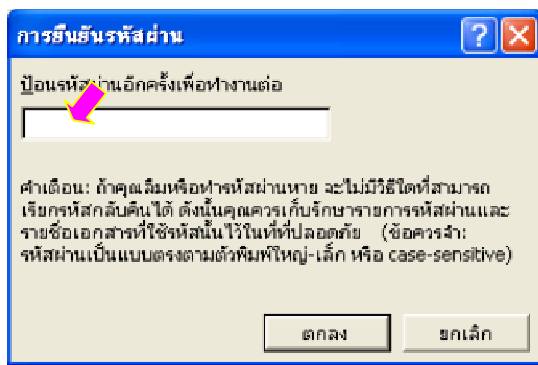 การยืนยันรหัสผ่าน
ป้อนรหัสผ่านอีกครั้งเพื่อทำงานต่อ
คำเตือน: ถ้าคุณลืมหรือทำรหัสผ่านหาย จะไม่มีวิธีใดที่สามารถ
เรียกรหัสกลับคืนได้ ดังนั้นคุณควรเก็บรักษารายการรหัสผ่านและ
รายชื่อเอกสารที่ใช้รหัสนั้นไว้ในที่ที่ปลอดภัย (ข้อควรจำ:
รหัสผ่านเป็นแบบตรงตามตัวพิมพ์ใหญ่-เล็ก หรือ case-sensitive)
ตกลง ยกเลิก